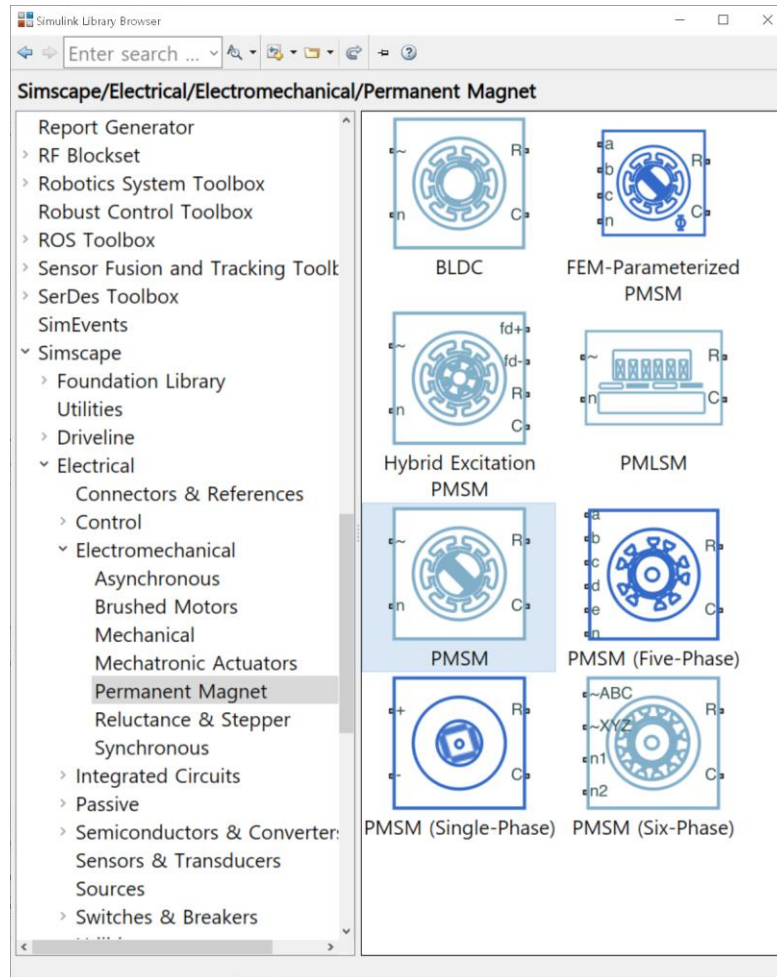 Simulink Library Browser
Enter search ...
Simscape/Electrical/Electromechanical/Permanent Magnet
Report Generator
RF Blockset
Robotics System Toolbox
Robust Control Toolbox
ROS Toolbox
Sensor Fusion and Tracking Toolb
SerDes Toolbox
SimEvents
Simscape
Foundation Library
Utilities
Driveline
Electrical
Connectors & References
Control
Electromechanical
Asynchronous
Brushed Motors
Mechanical
Mechatronic Actuators
Permanent Magnet
Reluctance & Stepper
Synchronous
Integrated Circuits
Passive
Semiconductors & Converter
Sensors & Transducers
Sources
Switches & Breakers
~ R
n C
BLDC
a
b R
c
n Φ C
FEM-Parameterized
PMSM
fd+
~ fd-
R
n C
Hybrid Excitation
PMSM
~ R
n C
PMLSM
~ R
n C
PMSM
a
b R
c
d
e C
n
PMSM (Five-Phase)
+ R
- C
PMSM (Single-Phase)
~ABC R
~XYZ
n1 C
n2
PMSM (Six-Phase)